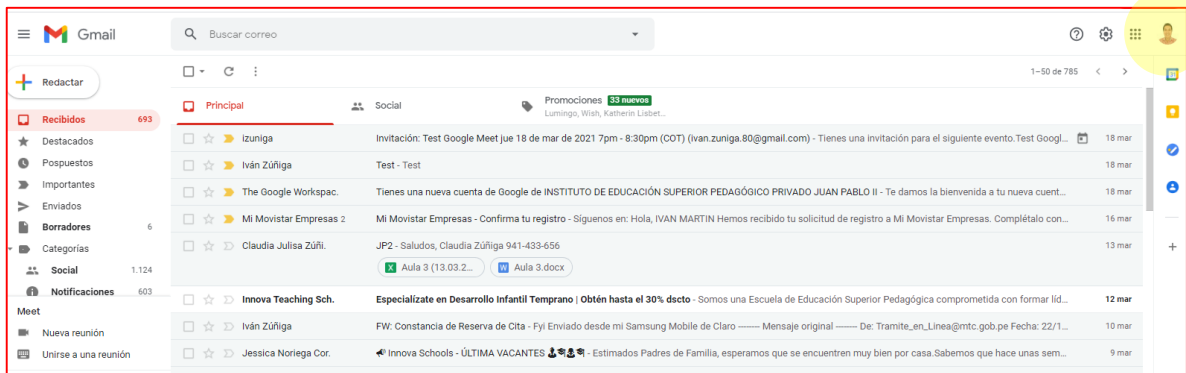 Gmail
Buscar correo
Redactar
1–50 de 785
Principal
Social
Promociones 33 nuevos
Lumingo, Wish, Katherin Lisbet...
Recibidos 693
Destacados
Pospuestos
Importantes
Enviados
Borradores 6
Categorías
Social 1.124
Notificaciones 603
Meet
Nueva reunión
Unirse a una reunión
izuniga Invitación: Test Google Meet jue 18 de mar de 2021 7pm - 8:30pm (COT) (ivan.zuniga.80@gmail.com) - Tienes una invitación para el siguiente evento.Test Googl... 18 mar
Iván Zúñiga Test - Test 18 mar
The Google Workspac. Tienes una nueva cuenta de Google de INSTITUTO DE EDUCACIÓN SUPERIOR PEDAGÓGICO PRIVADO JUAN PABLO II - Te damos la bienvenida a tu nueva cuent... 18 mar
Mi Movistar Empresas 2 Mi Movistar Empresas - Confirma tu registro - Síguenos en: Hola, IVAN MARTIN Hemos recibido tu solicitud de registro a Mi Movistar Empresas. Complétalo con... 16 mar
Claudia Julisa Zúñi. JP2 - Saludos, Claudia Zúñiga 941-433-656 13 mar
Aula 3 (13.03.2... Aula 3.docx
Innova Teaching Sch. Especialízate en Desarrollo Infantil Temprano | Obtén hasta el 30% dscto - Somos una Escuela de Educación Superior Pedagógica comprometida con formar líd... 12 mar
Iván Zúñiga FW: Constancia de Reserva de Cita - Fyi Enviado desde mi Samsung Mobile de Claro -------- Mensaje original -------- De: Tramite_en_Linea@mtc.gob.pe Fecha: 22/1... 10 mar
Jessica Noriega Cor. Innova Schools - ÚLTIMA VACANTES - Estimados Padres de Familia, esperamos que se encuentren muy bien por casa.Sabemos que hace unas sem... 9 mar